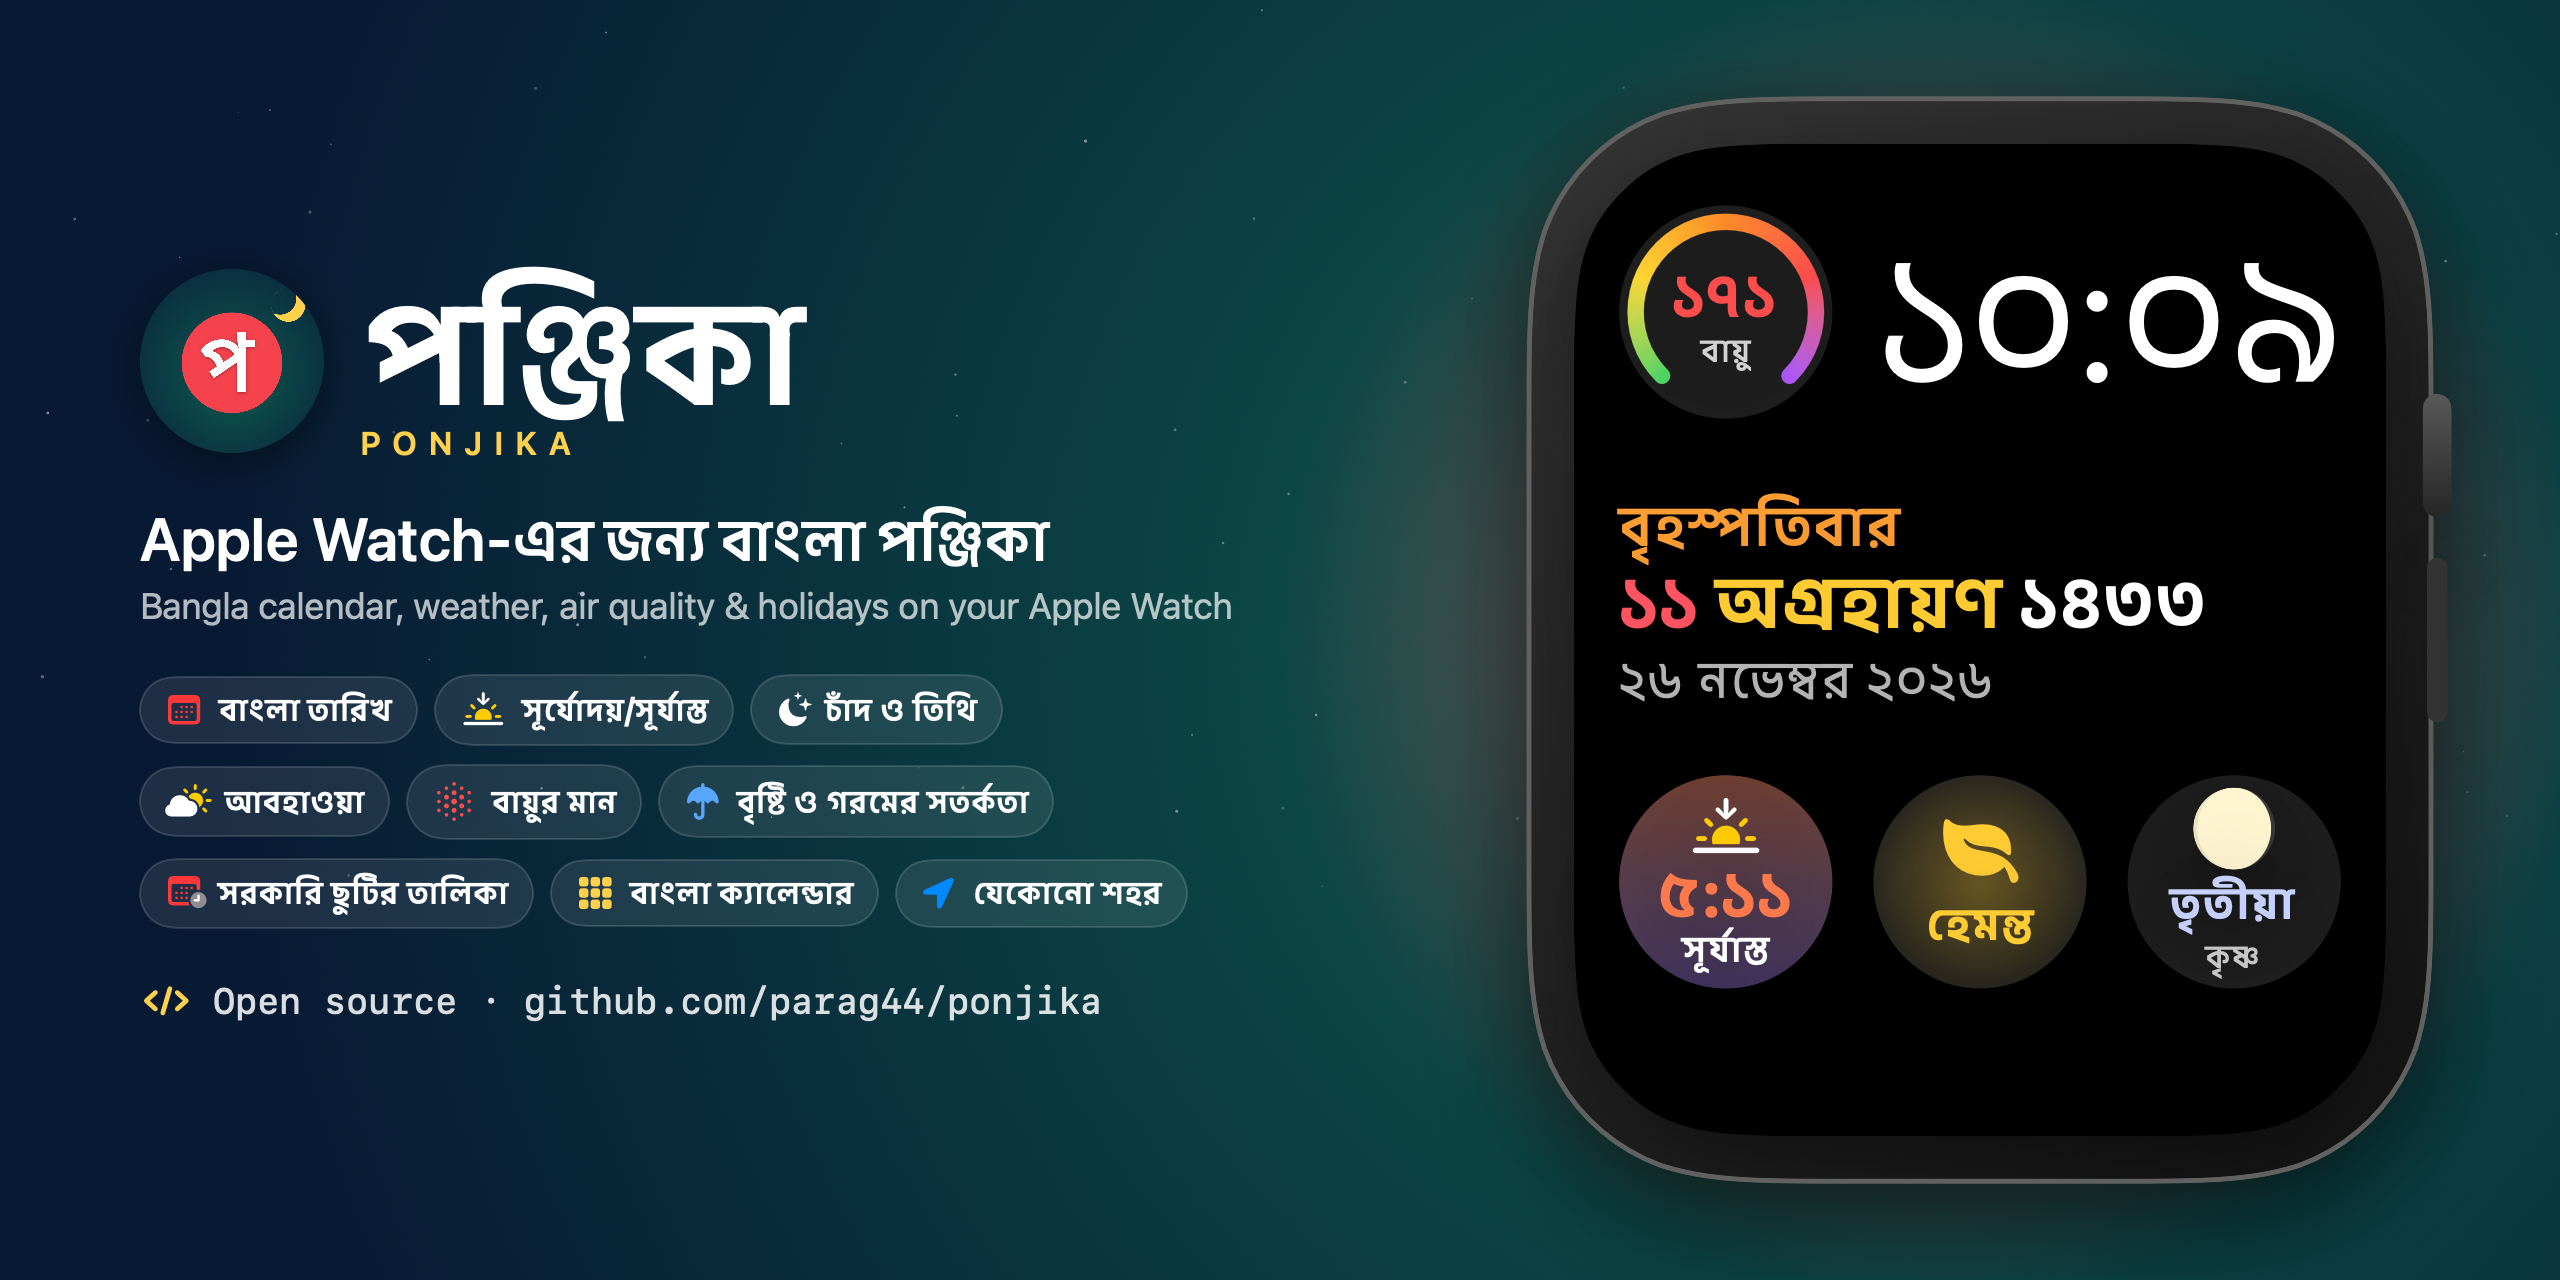 প
পঞ্জিকা
PONJIKA
Apple Watch-এর জন্য বাংলা পঞ্জিকা
Bangla calendar, weather, air quality & holidays on your Apple Watch
বাংলা তারিখ
সূর্যোদয়/সূর্যাস্ত
চাঁদ ও তিথি
আবহাওয়া
বায়ুর মান
বৃষ্টি ও গরমের সতর্কতা
সরকারি ছুটির তালিকা
বাংলা ক্যালেন্ডার
যেকোনো শহর
</> Open source · github.com/parag44/ponjika
১৭১
বায়ু
১০:০৯
বৃহস্পতিবার
১১ অগ্রহায়ণ ১৪৩৩
২৬ নভেম্বর ২০২৬
৫:১১
সূর্যাস্ত
হেমন্ত
তৃতীয়া
কৃষ্ণ